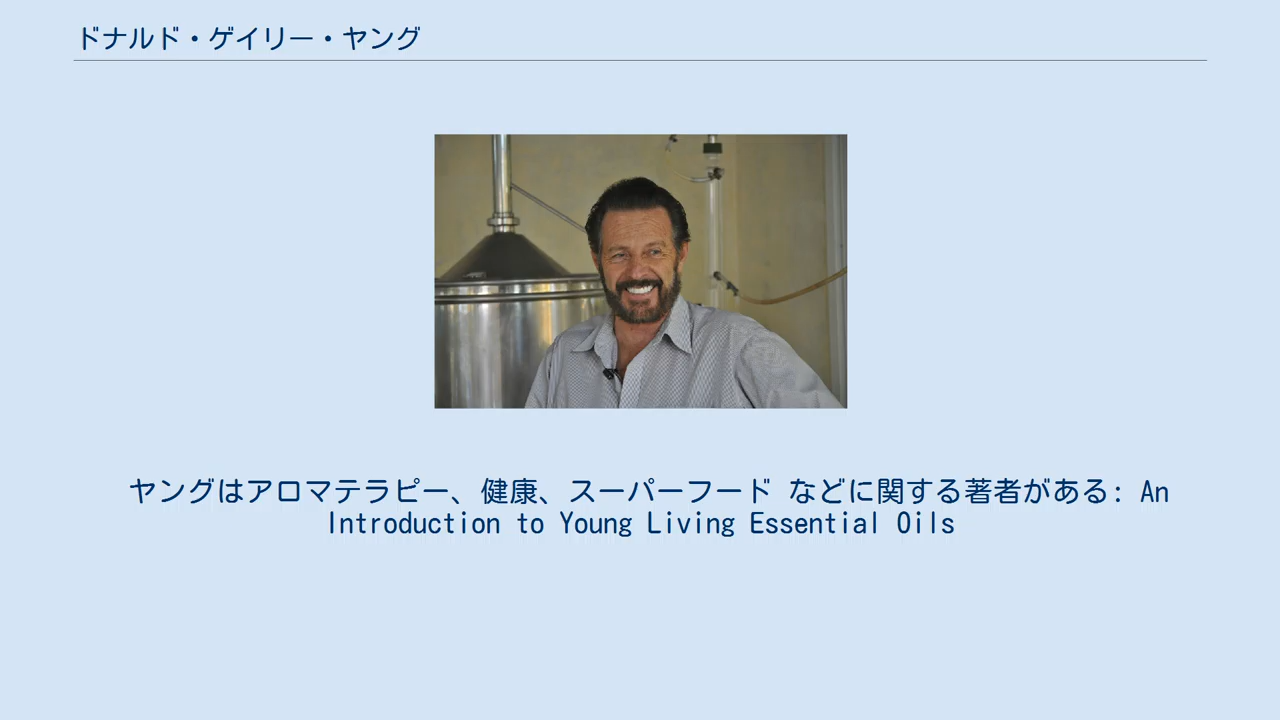 ドナルド・ゲイリー・ヤング
ヤングはアロマテラピー、健康、スーパーフード などに関する著者がある: An
Introduction to Young Living Essential Oils